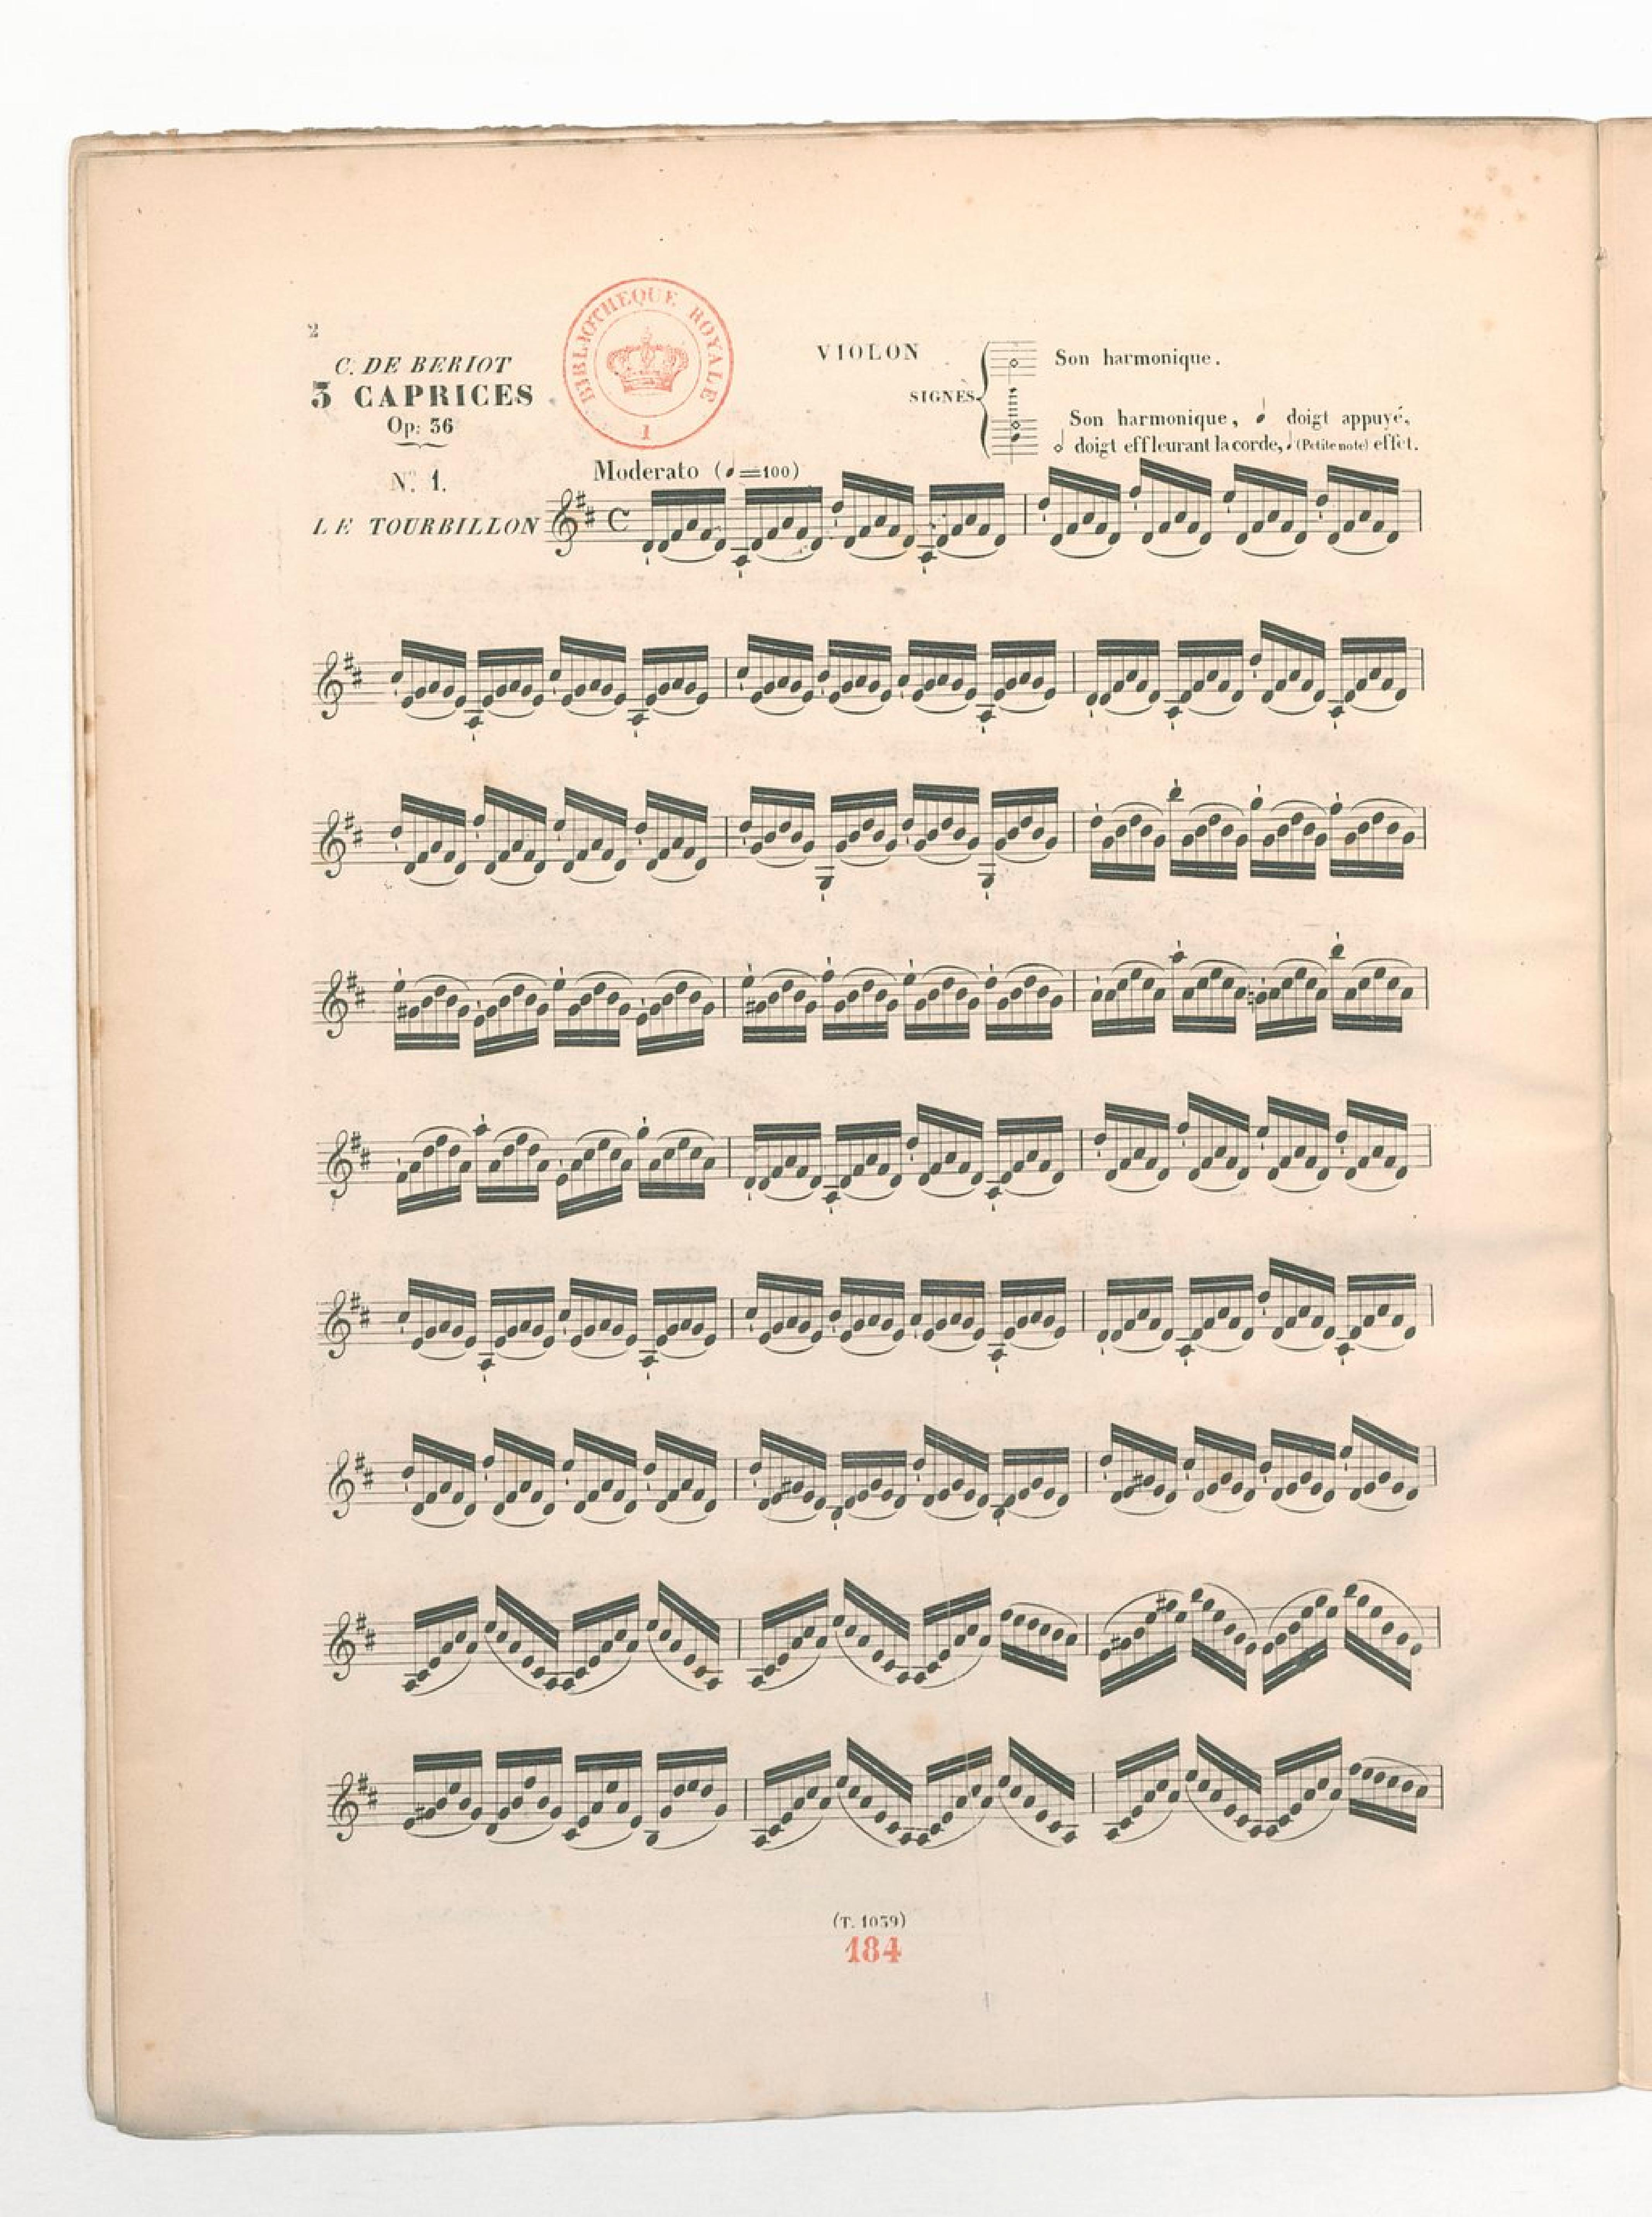 2
C. DE BERIOT
3 CAPRICES
Op: 36
BIBLIOTHEQUE ROYALE
1
VIOLON
SIGNES
Son harmonique.
Son harmonique, doigt appuyé,
doigt effleurant la corde, (Petite note) effet.
Nº 1.
Moderato (♩=100)
LE TOURBILLON
(T. 1039)
184